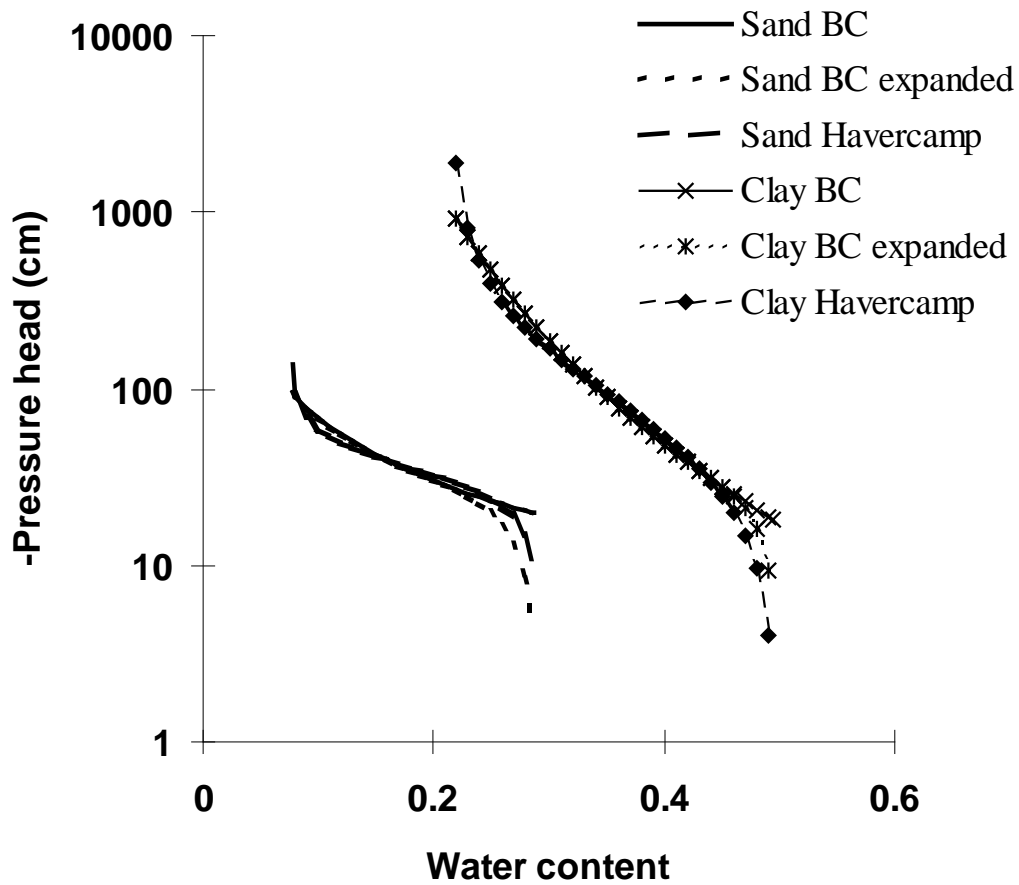 Sand BC
Sand BC expanded
Sand Havercamp
Clay BC
Clay BC expanded
Clay Havercamp
10000
1000
100
10
1
-Pressure head (cm)
0
0.2
0.4
0.6
Water content